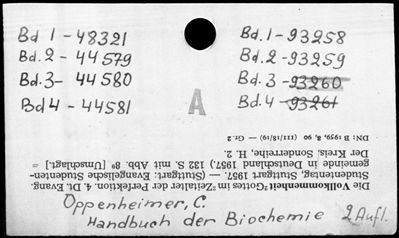 Bd 1 - 48321
Bd. 2 - 44579
Bd. 3 - 44580
Bd 4 - 44581
Bd. 1 - 93258
Bd. 2 - 93259
Bd. 3 - 93260
Bd. 4 - 93261
A
Die Vollkommenheit Gottes im "Zeitalter der Perfektion. 4. Dt. Evang.
Studententag, Stuttgart 1957. — (Stuttgart: Evangelische Studenten-
gemeinde in Deutschland 1957.) 132 S. mit Abb. 8° [Umschlagt.] =
Der Kreis, Sonderreihe, H. 2.
DN: B 1959, 8, 90 (III/18/19) — Gr. 2
Oppenheimer, C.
Handbuch der Biochemie 2 Aufl.